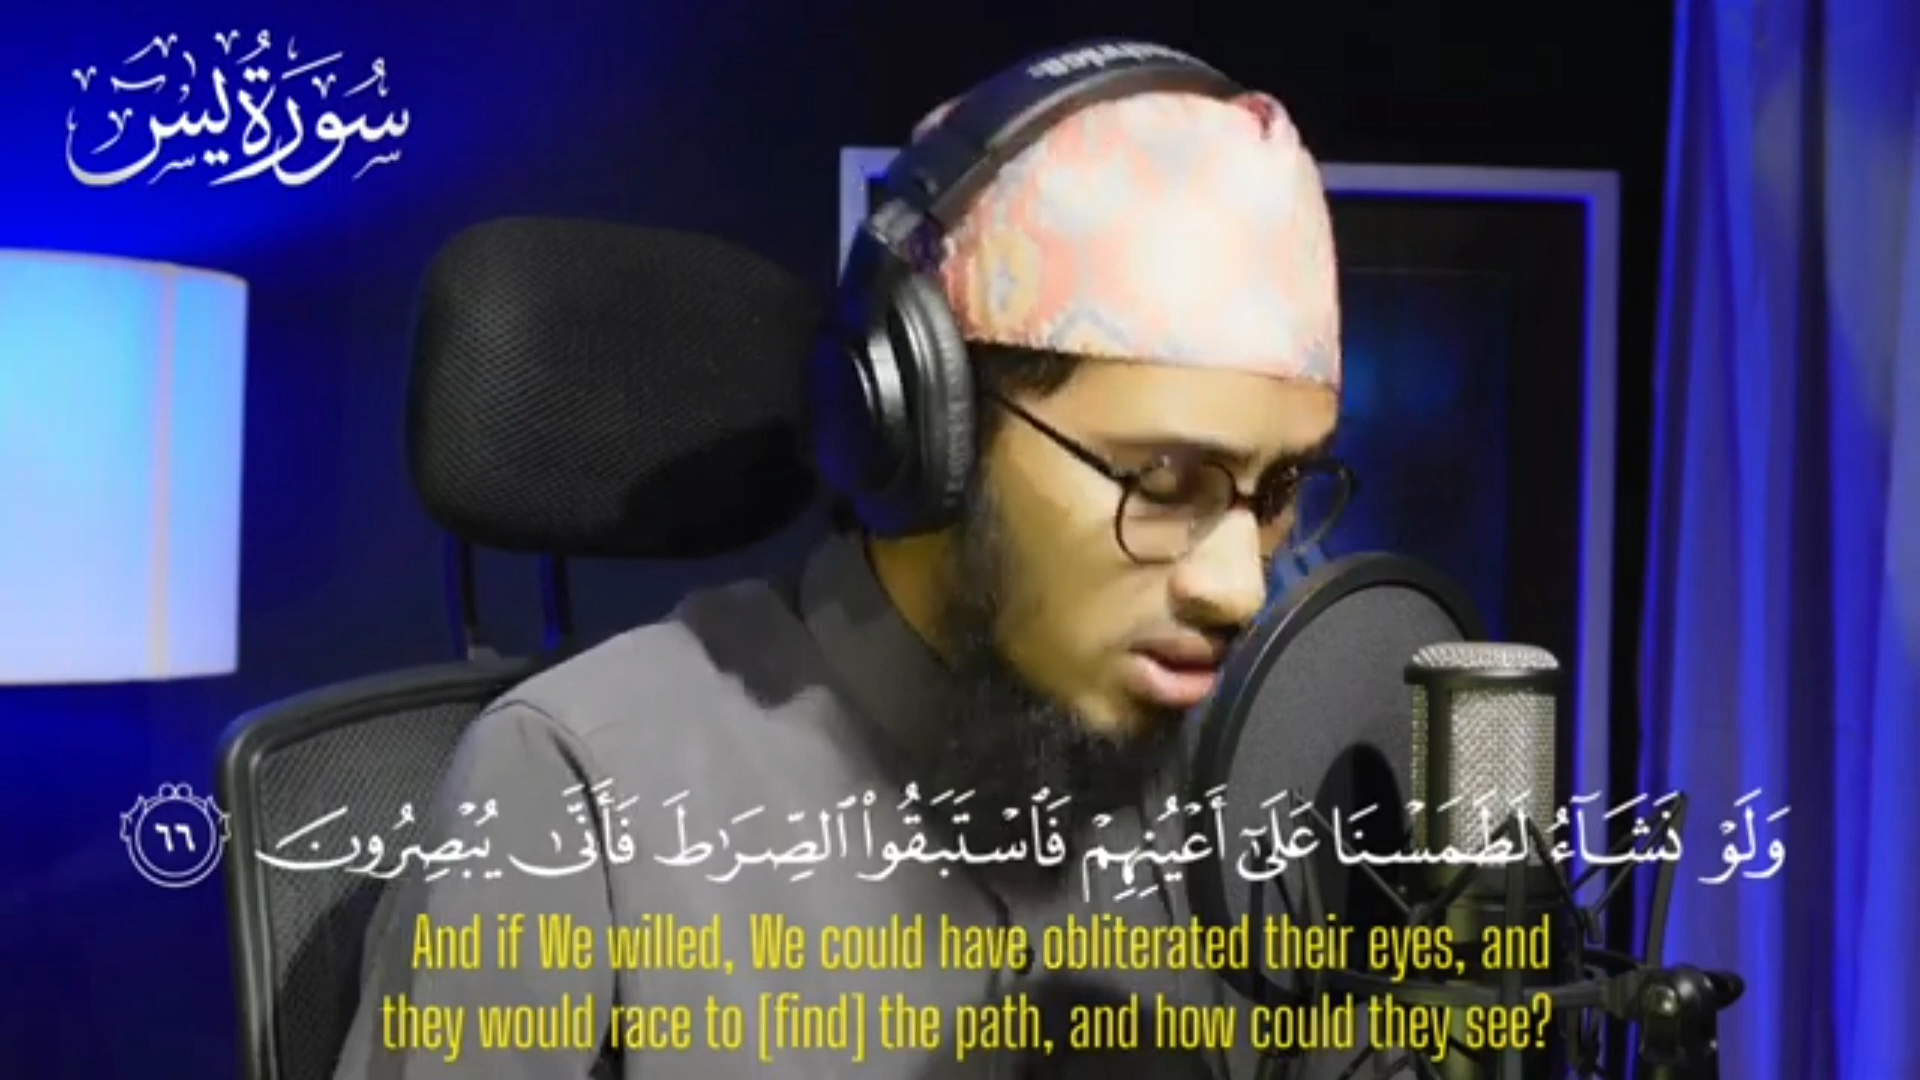 سُورَةُ يسٓ
وَلَوۡ نَشَآءُ لَطَمَسۡنَا عَلَىٰٓ أَعۡيُنِهِمۡ فَٱسۡتَبَقُواْ ٱلصِّرَٰطَ فَأَنَّىٰ يُبۡصِرُونَ ٦٦
And if We willed, We could have obliterated their eyes, and
they would race to [find] the path, and how could they see?